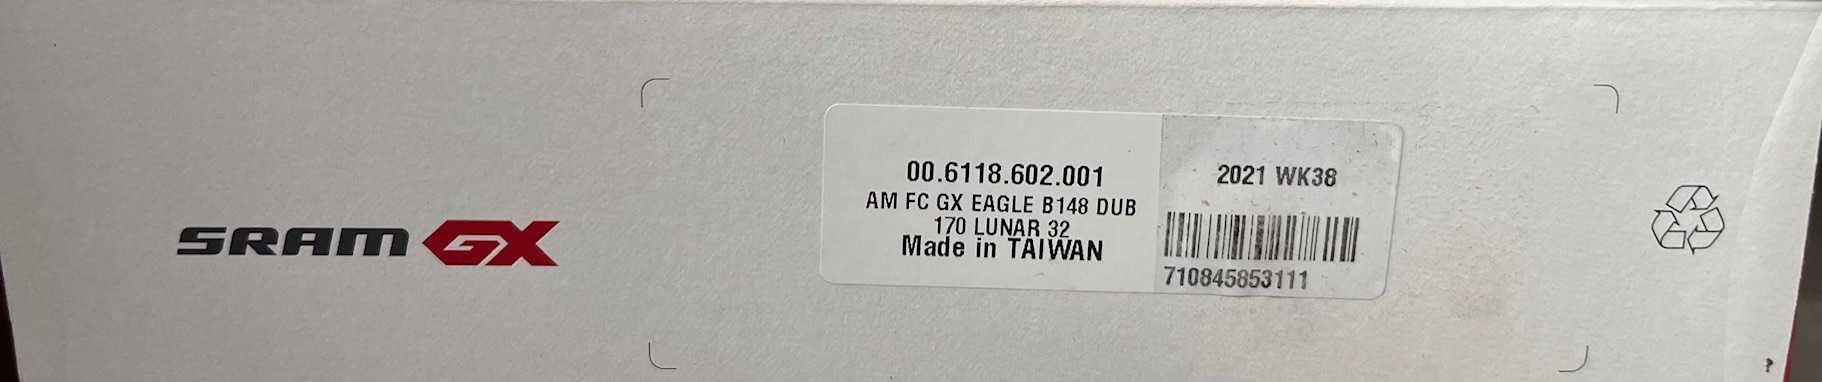 SRAM GX
00.6118.602.001
AM FC GX EAGLE B148 DUB
170 LUNAR 32
Made in TAIWAN
2021 WK38
710845853111